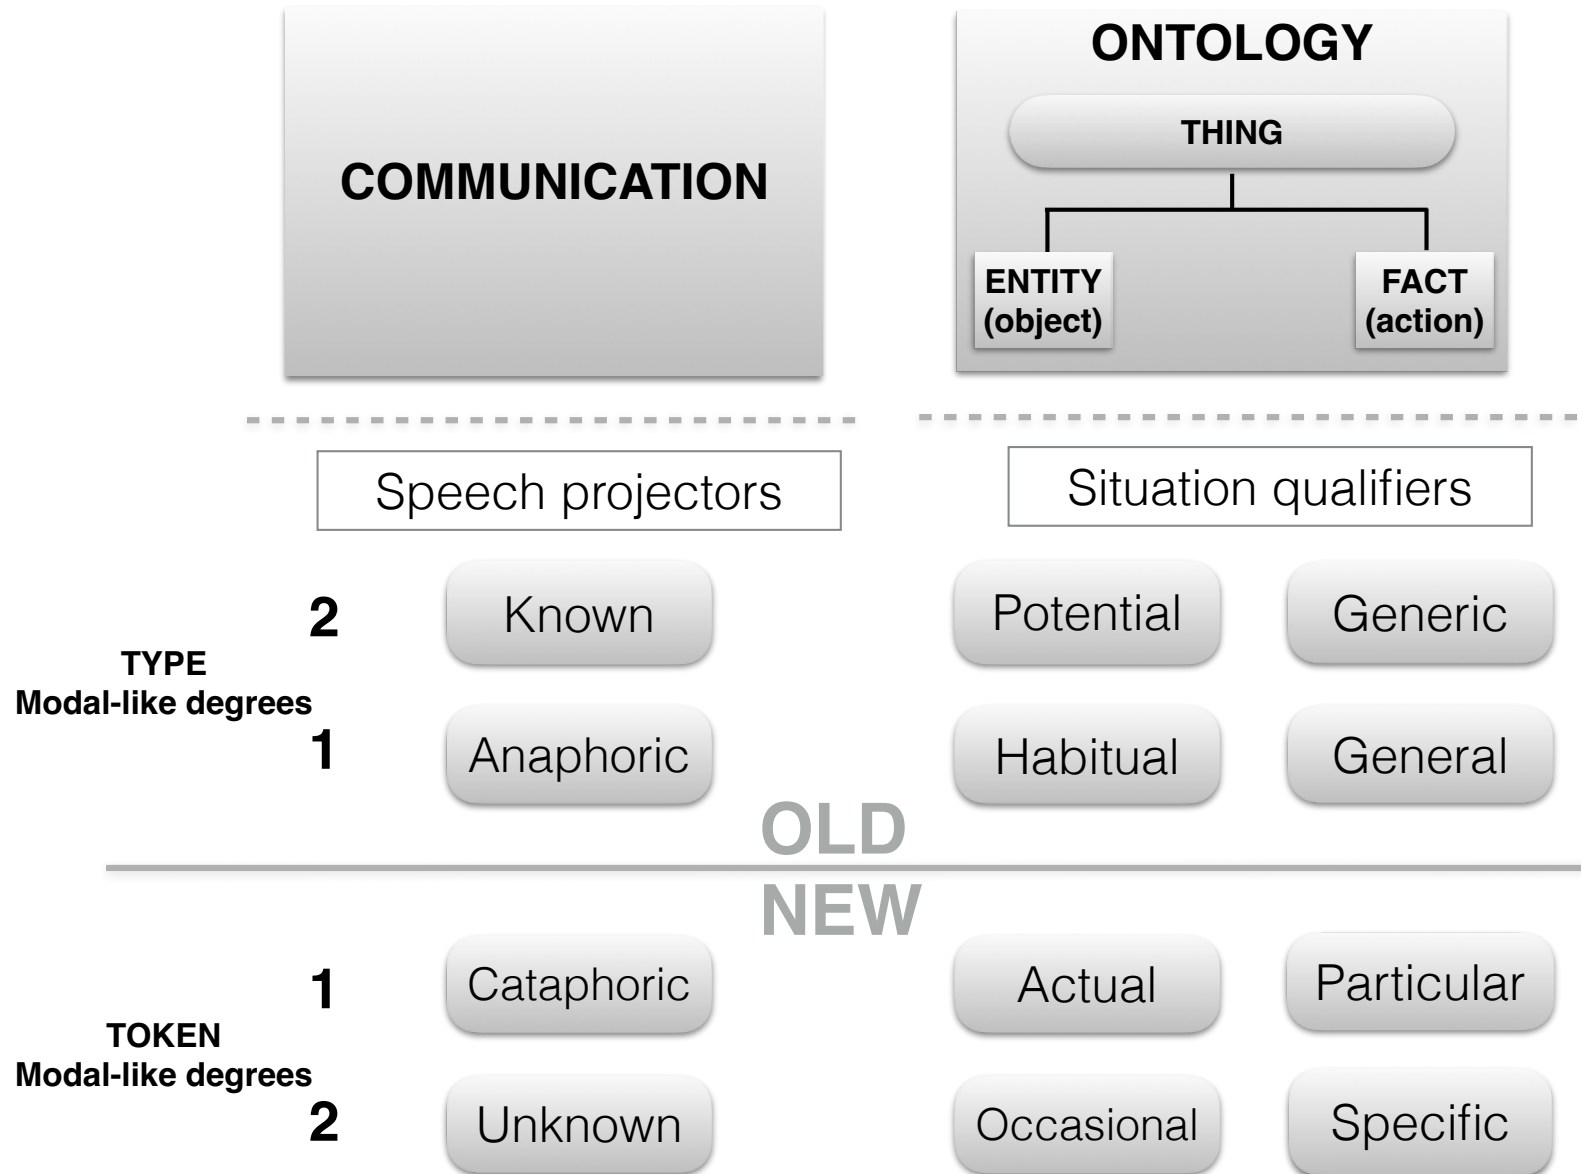 COMMUNICATION
ONTOLOGY
THING
ENTITY
(object)
FACT
(action)
Speech projectors
Situation qualifiers
TYPE
Modal-like degrees
2
Known
Potential
Generic
1
Anaphoric
Habitual
General
OLD
NEW
TOKEN
Modal-like degrees
1
Cataphoric
Actual
Particular
2
Unknown
Occasional
Specific